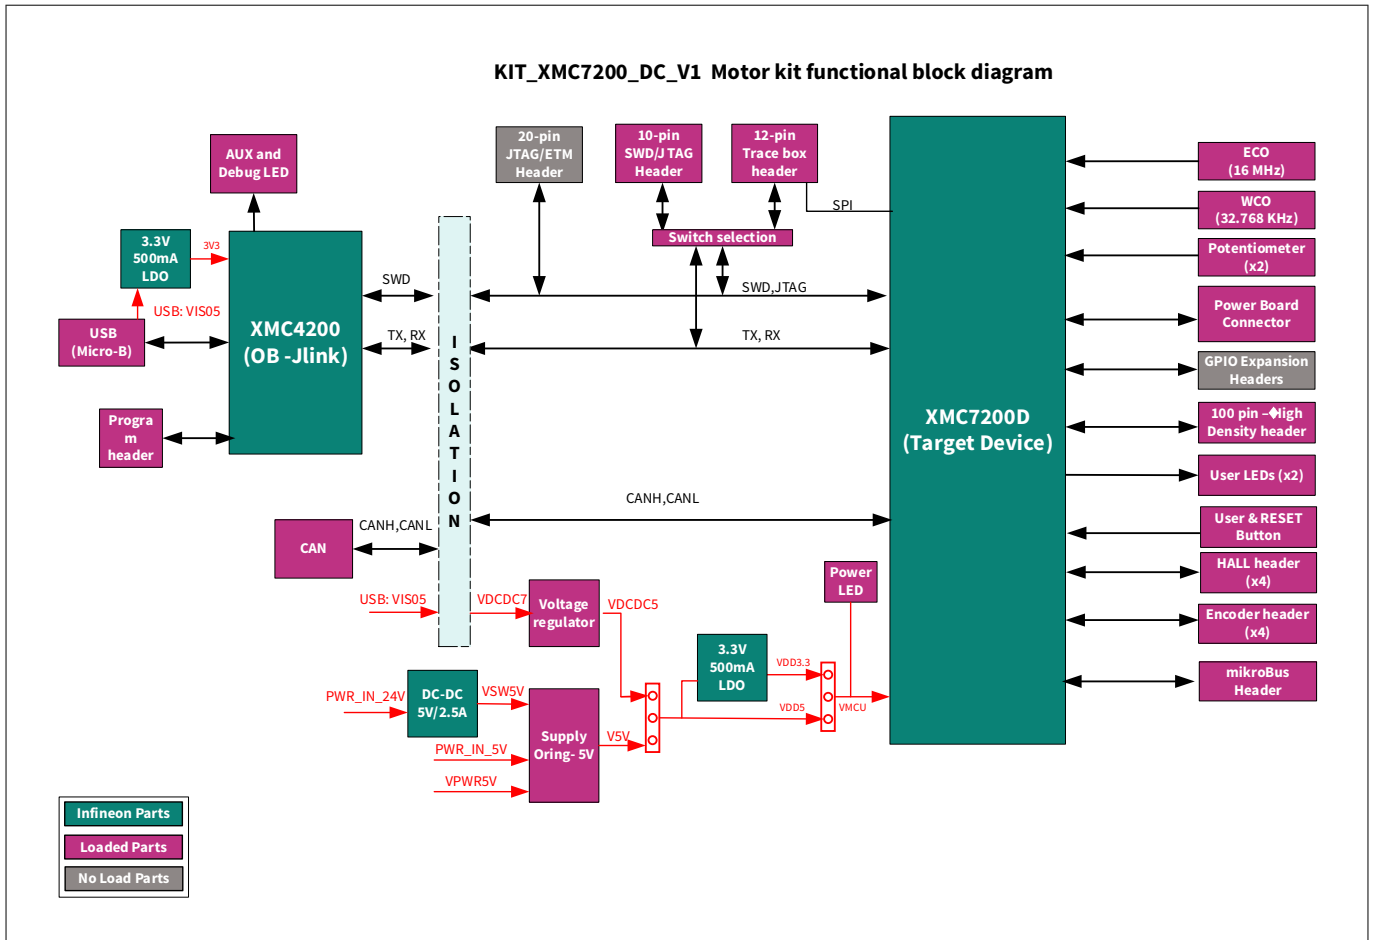 KIT_XMC7200_DC_V1 Motor kit functional block diagram
AUX and
Debug LED
20-pin
JTAG/ETM
Header
10-pin
SWD/JTAG
Header
12-pin
Trace box
header
SPI
Switch selection
3.3V
500mA
LDO
3V3
USB: VIS05
USB
(Micro-B)
Progra
m
header
XMC4200
(OB -Jlink)
SWD
TX, RX
I
S
O
L
A
T
I
O
N
SWD,JTAG
TX, RX
CANH,CANL
CAN
CANH,CANL
XMC7200D
(Target Device)
ECO
(16 MHz)
WCO
(32.768 KHz)
Potentiometer
(x2)
Power Board
Connector
GPIO Expansion
Headers
100 pin –�High
Density header
User LEDs (x2)
User & RESET
Button
HALL header
(x4)
Encoder header
(x4)
mikroBus
Header
USB: VIS05
VDCDC7
Voltage
regulator
VDCDC5
Power
LED
3.3V
500mA
LDO
VDD3.3
VMCU
VDD5
PWR_IN_24V
DC-DC
5V/2.5A
VSW5V
PWR_IN_5V
VPWR5V
Supply
Oring- 5V
V5V
Infineon Parts
Loaded Parts
No Load Parts